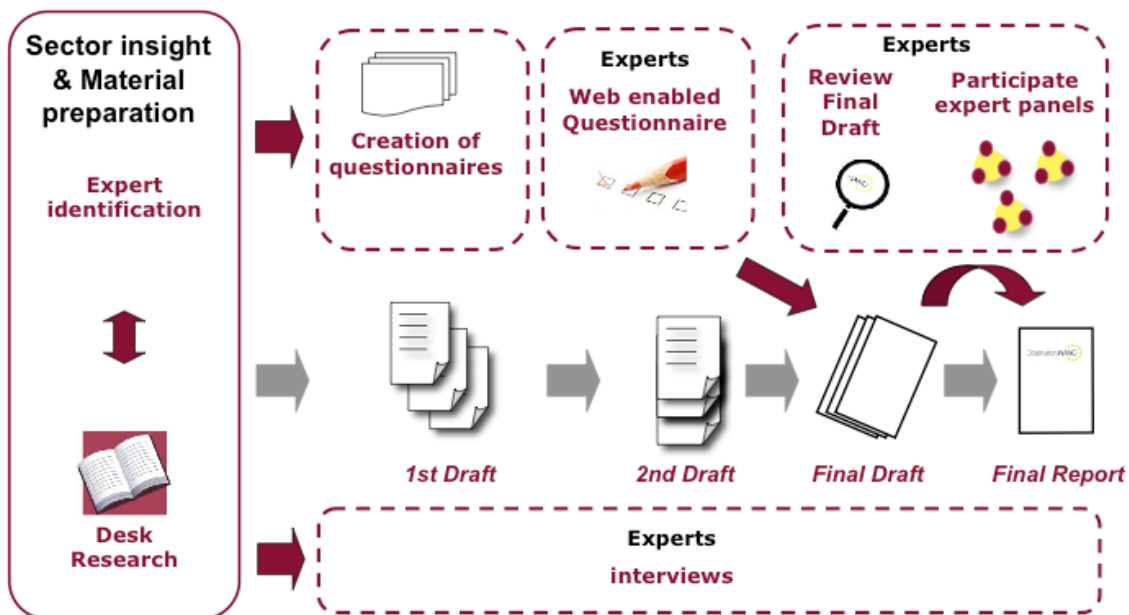 Sector insight
& Material
preparation
Expert
identification
Desk
Research
Creation of
questionnaires
Experts
Web enabled
Questionnaire
Experts
Review
Final
Draft
Participate
expert panels
1st Draft
2nd Draft
Final Draft
Final Report
ObservatoryNANO
Experts
interviews